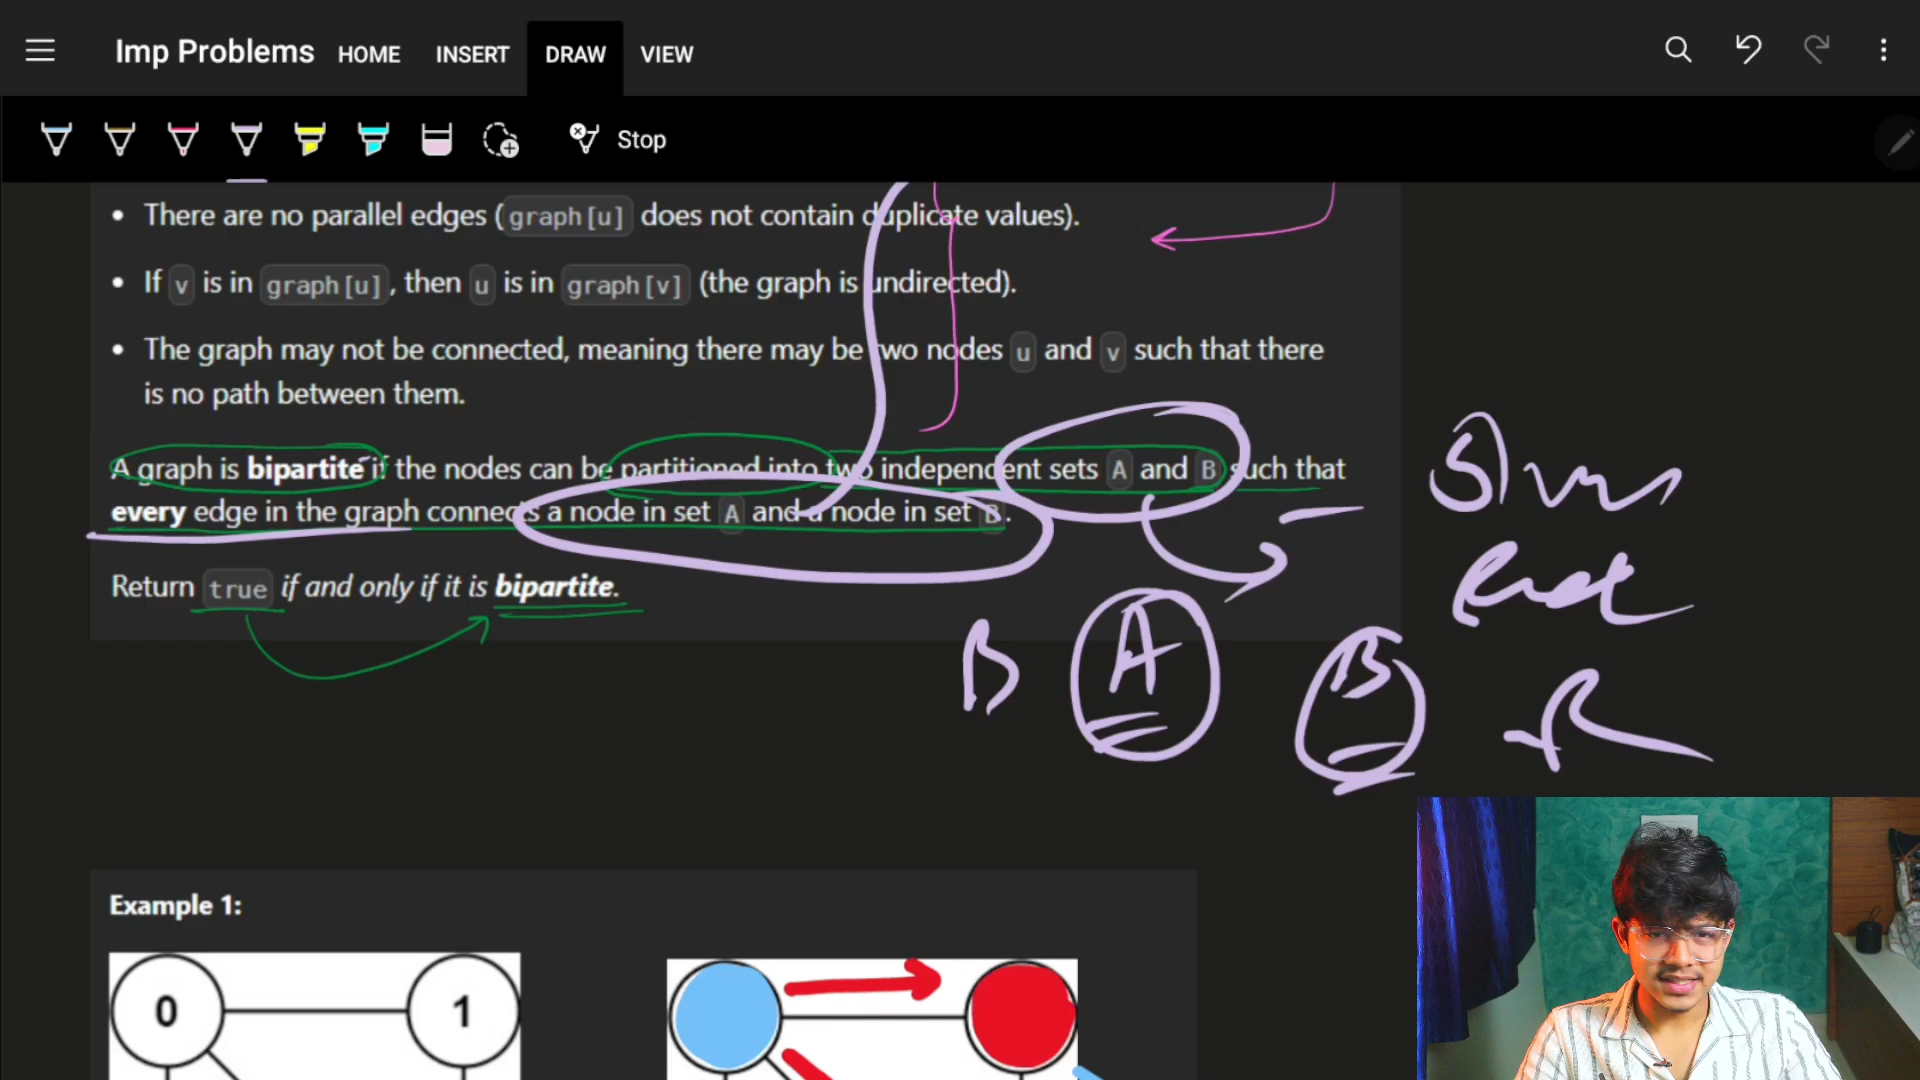 Imp Problems HOME INSERT DRAW VIEW
Stop
• There are no parallel edges (graph[u] does not contain duplicate values).
• If v is in graph[u], then u is in graph[v] (the graph is undirected).
• The graph may not be connected, meaning there may be two nodes u and v such that there
is no path between them.
A graph is bipartite if the nodes can be partitioned into two independent sets A and B such that
every edge in the graph connects a node in set A and a node in set B.
Return true if and only if it is bipartite.
B A B
Example 1:
0 1